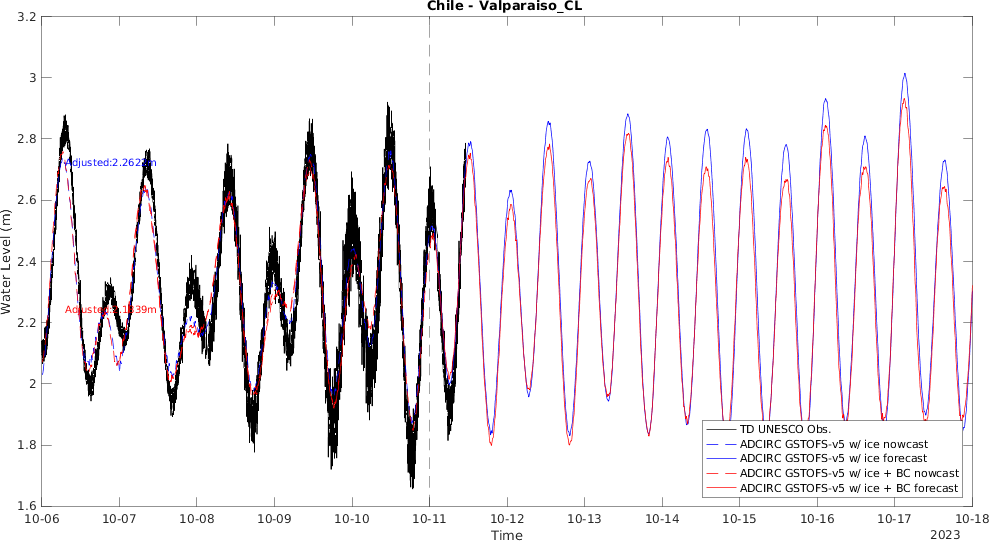 Chile - Valparaiso_CL
Water Level (m)
3.2
3
2.8
2.6
2.4
2.2
2
1.8
1.6
Adjusted:2.2622m
TD UNESCO Obs.
ADCIRC GSTOFS-v5 w/ ice nowcast
ADCIRC GSTOFS-v5 w/ ice forecast
ADCIRC GSTOFS-v5 w/ ice + BC nowcast
ADCIRC GSTOFS-v5 w/ ice + BC forecast
10-06 10-07 10-08 10-09 10-10 10-11 10-12 10-13 10-14 10-15 10-16 10-17 10-18
Time
2023